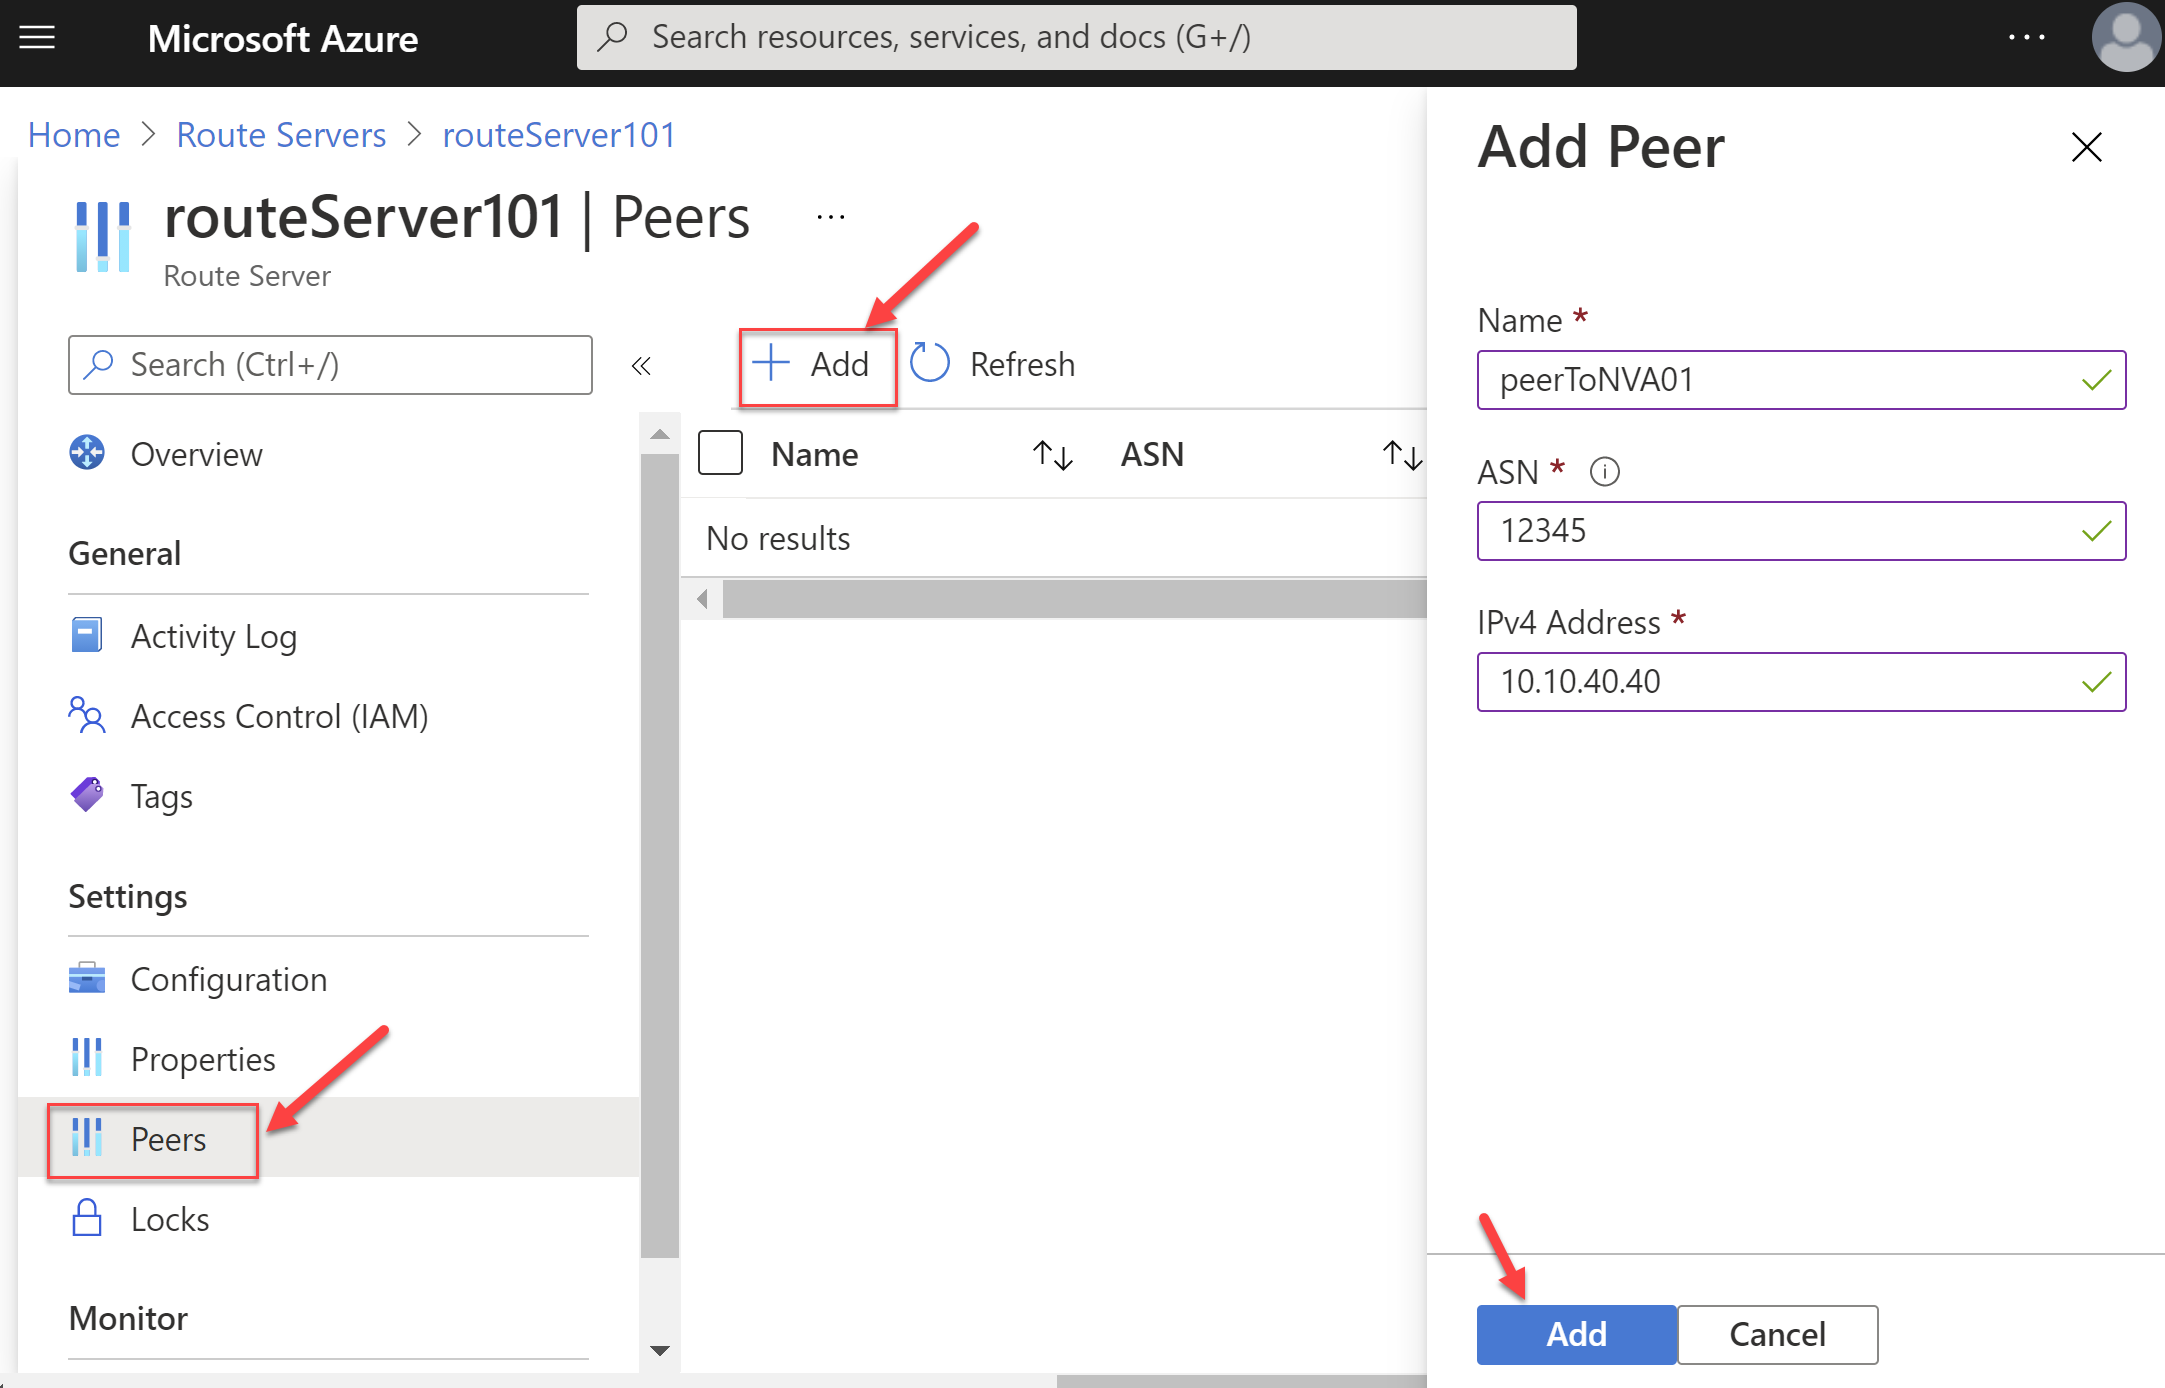 Microsoft Azure
Search resources, services, and docs (G+/)
Home > Route Servers > routeServer101
routeServer101 | Peers ...
Route Server
Search (Ctrl+/)
Overview
General
Activity Log
Access Control (IAM)
Tags
Settings
Configuration
Properties
Peers
Locks
Monitor
Add Refresh
Name ASN
No results
Add Peer
Name *
peerToNVA01
ASN *
12345
IPv4 Address *
10.10.40.40
Add Cancel